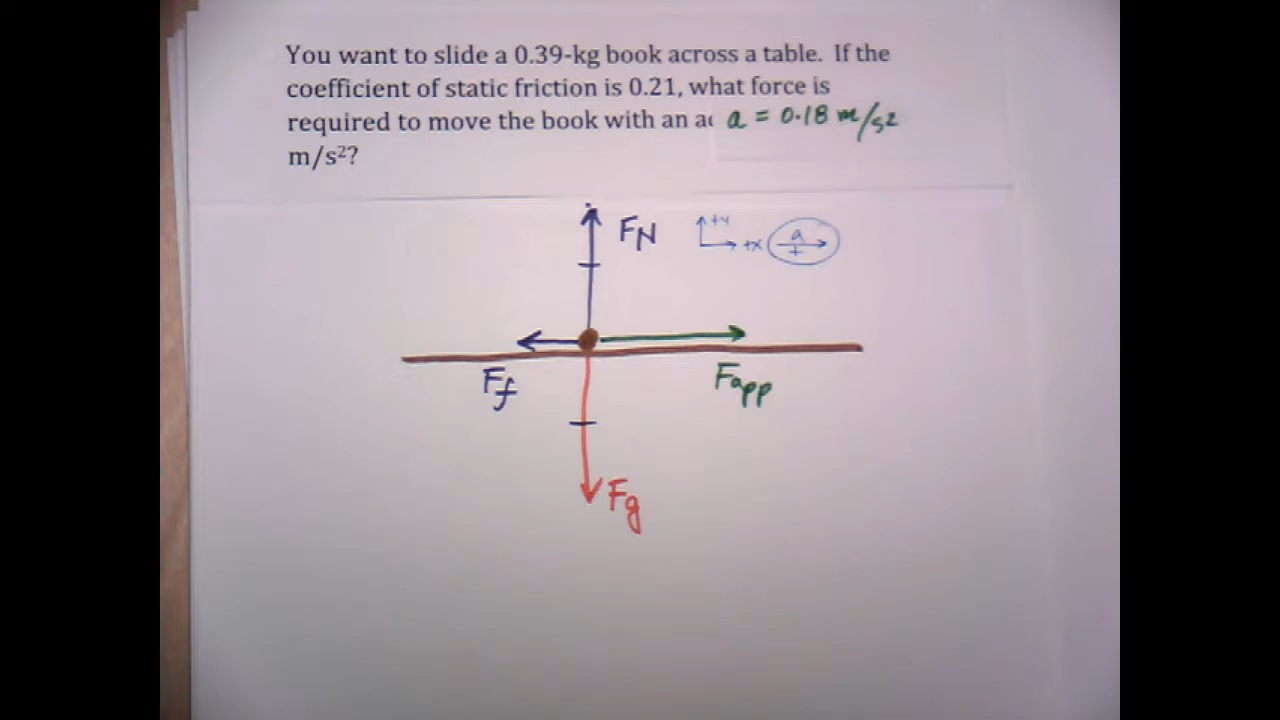 You want to slide a 0.39-kg book across a table. If the
coefficient of static friction is 0.21, what force is
required to move the book with an ac a = 0.18 m/s2
m/s²?
FN
+y
+x
a
+
Ff
Fapp
Fg